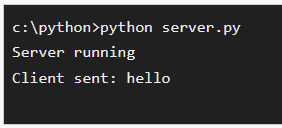 c:\python>python server.py
Server running
Client sent: hello